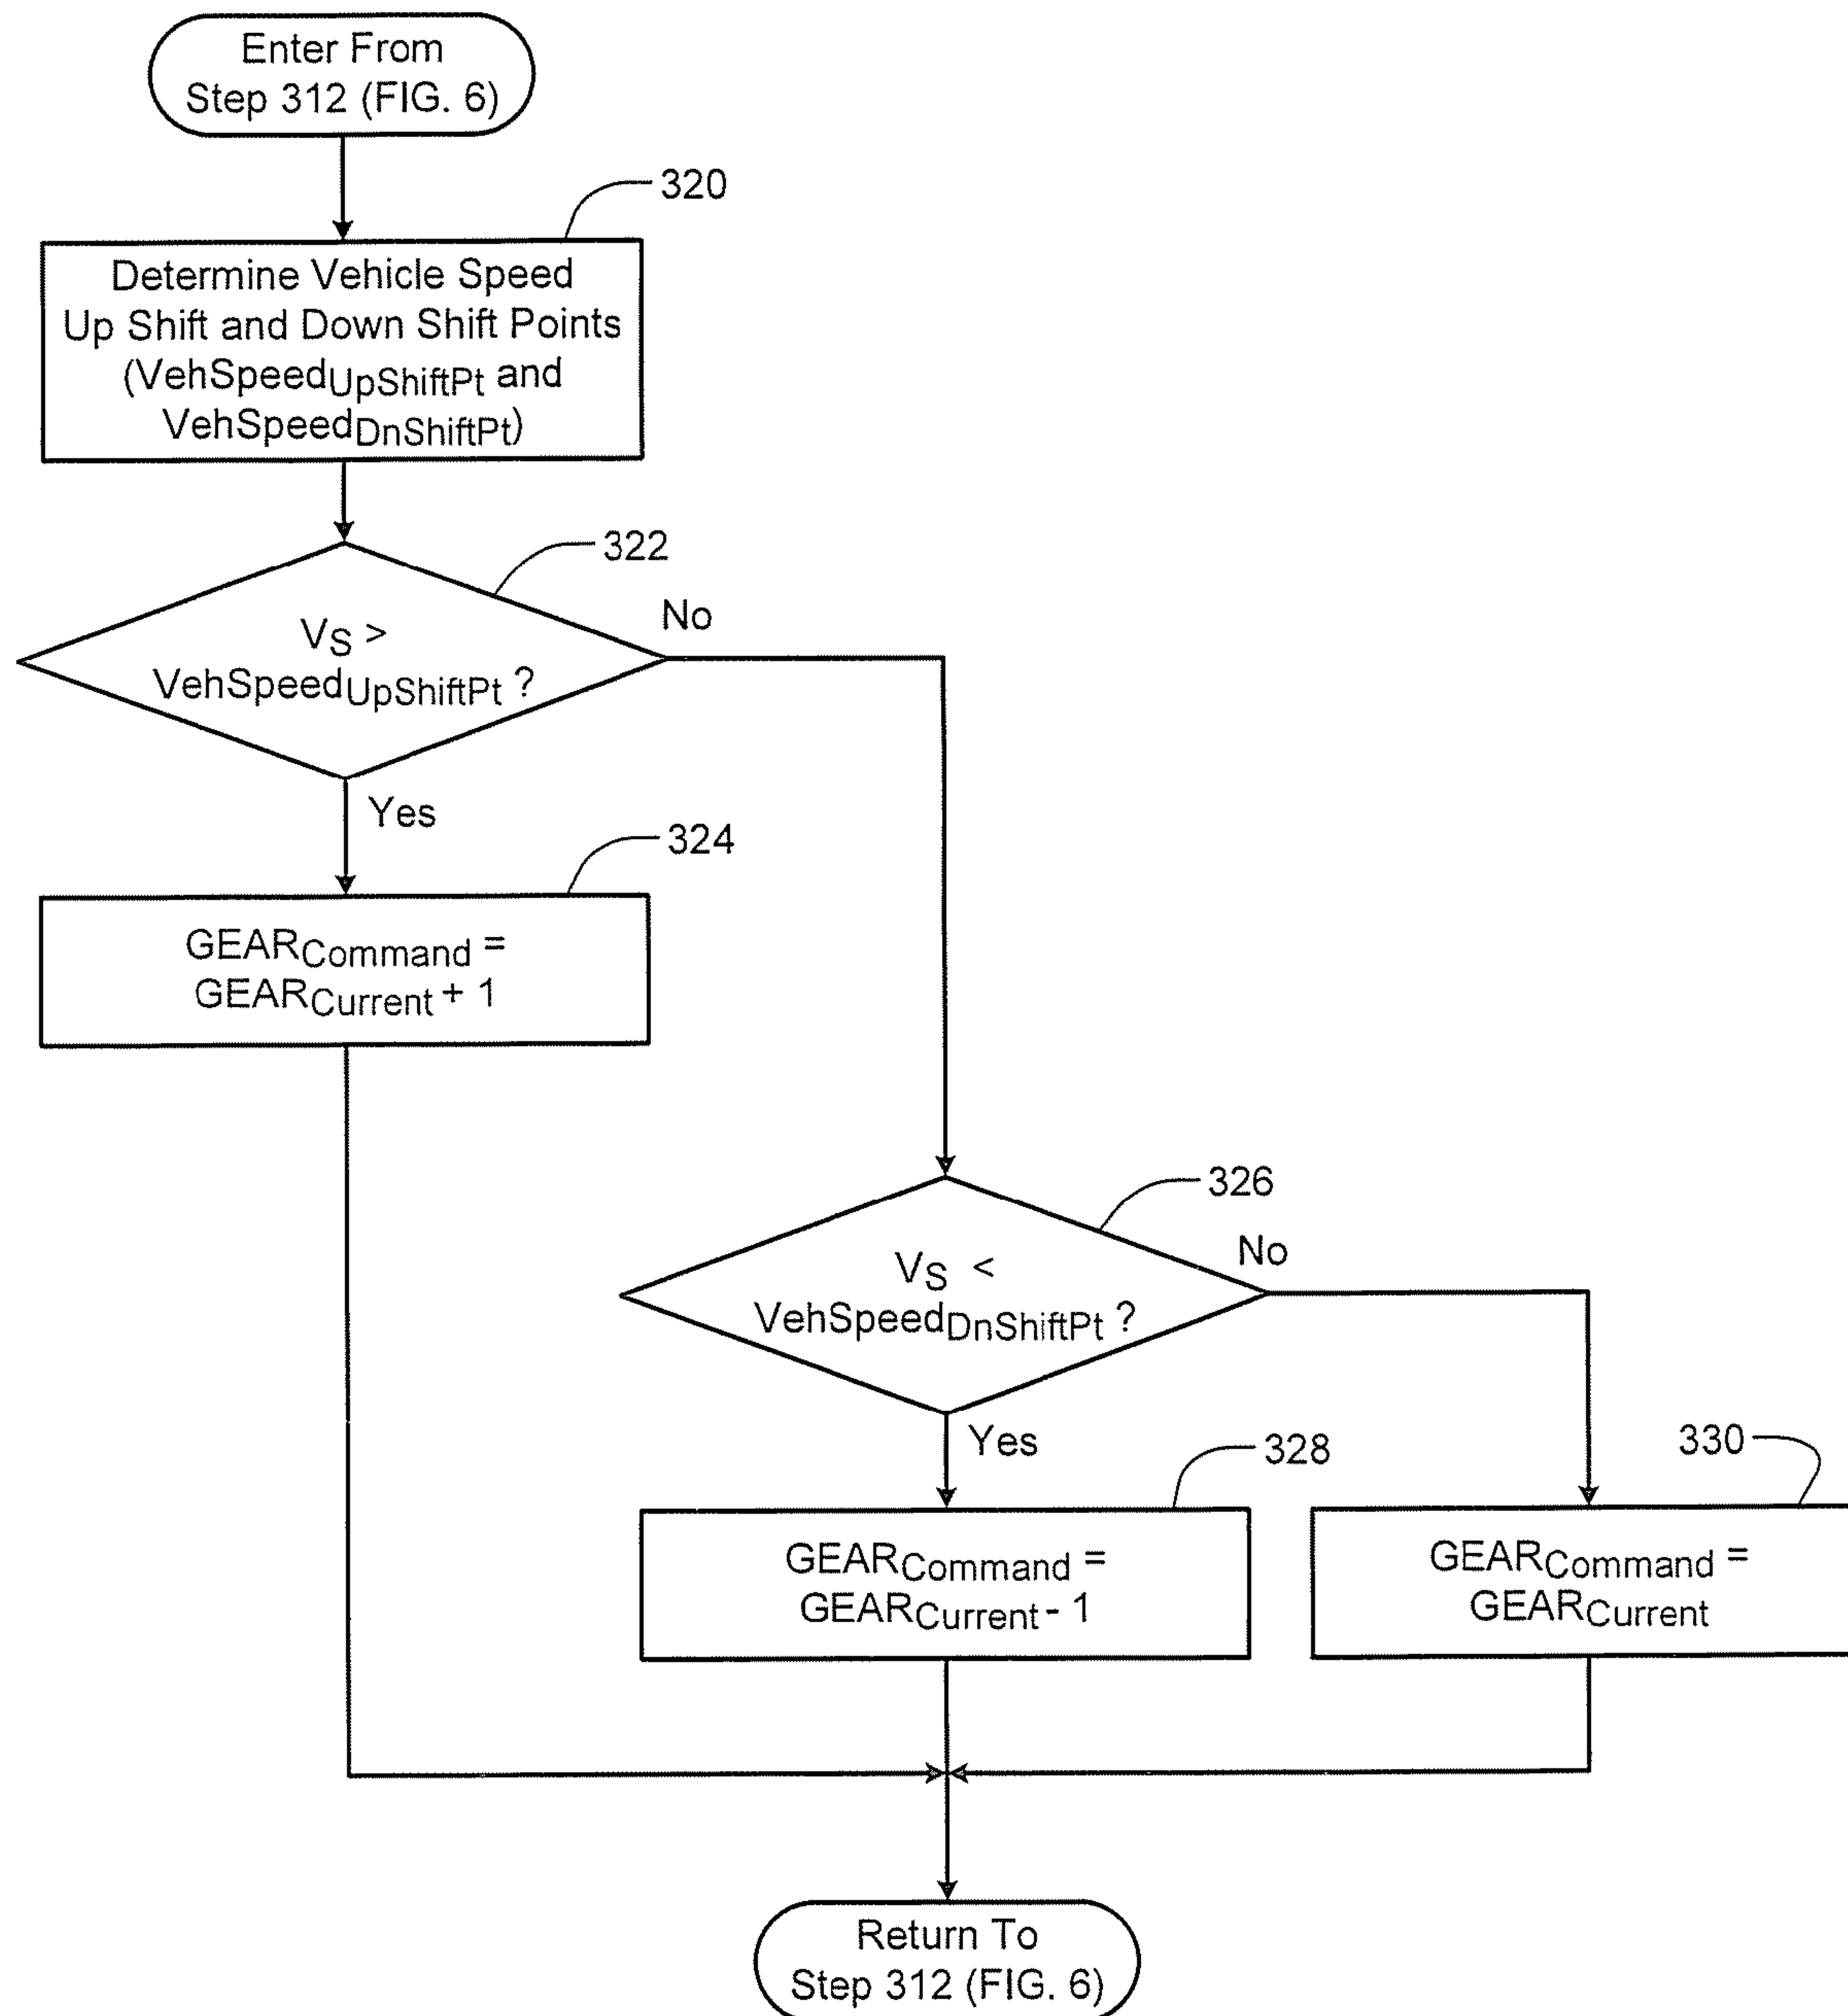 Enter From
Step 312 (FIG. 6)
320
Determine Vehicle Speed
Up Shift and Down Shift Points
(VehSpeedUpShiftPt and
VehSpeedDnShiftPt)
322
VS >
VehSpeedUpShiftPt ?
No
Yes
324
GEARCommand =
GEARCurrent + 1
326
VS <
VehSpeedDnShiftPt ?
No
Yes
328
330
GEARCommand =
GEARCurrent - 1
GEARCommand =
GEARCurrent
Return To
Step 312 (FIG. 6)